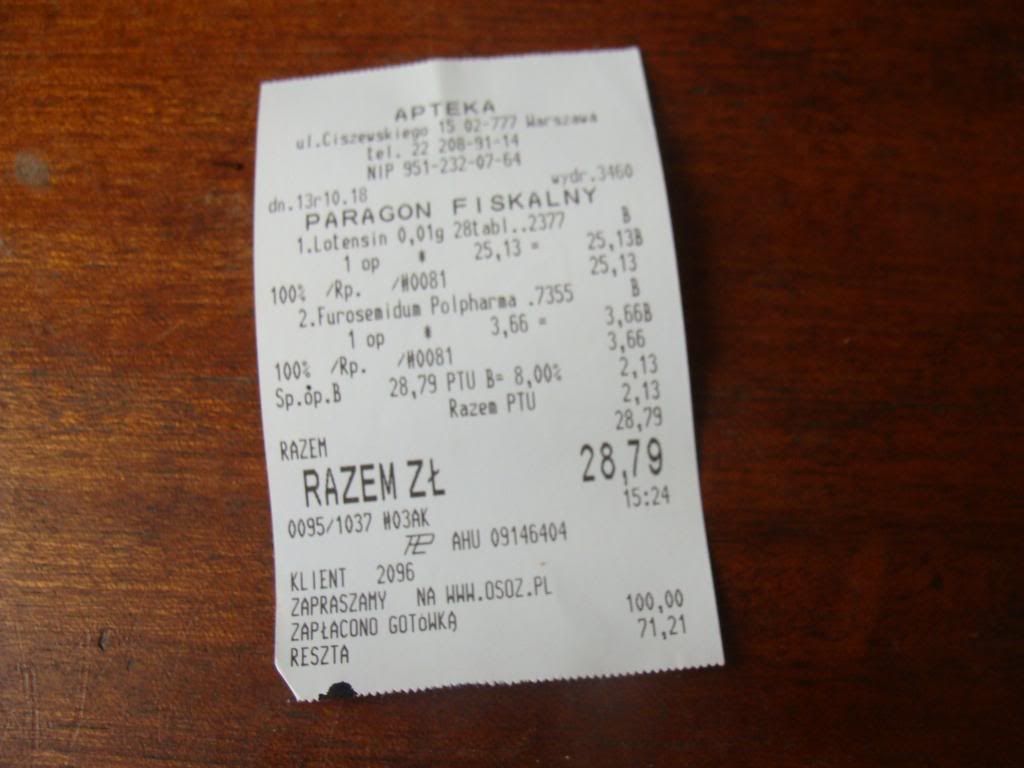 APTEKA
ul.Ciszewskiego 15 02-777 Warszawa
tel. 22 208-91-14
NIP 951-232-07-64
dn.13r10.18 wydr.3460
PARAGON FISKALNY
1.Lotensin 0,01g 28tabl..2377 B
1 op * 25,13 = 25,13B
25,13
100% /Rp. /#0081
2.Furosemidum Polpharma .7355 B
1 op * 3,66 = 3,66B
3,66
100% /Rp. /#0081
Sp.op.B 28,79 PTU B= 8,00% 2,13
Razem PTU 2,13
RAZEM 28,79
RAZEM ZŁ 28,79
0095/1037 #03AK 15:24
AHU 09146404
KLIENT 2096
ZAPRASZAMY NA WWW.OSOZ.PL
ZAPŁACONO GOTóWKĄ 100,00
RESZTA 71,21